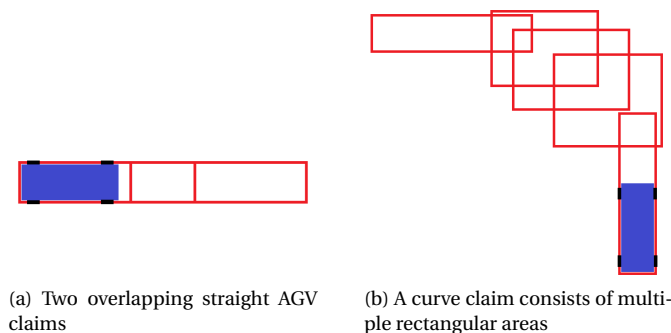 (a) Two overlapping straight AGV
claims
(b) A curve claim consists of multi-
ple rectangular areas